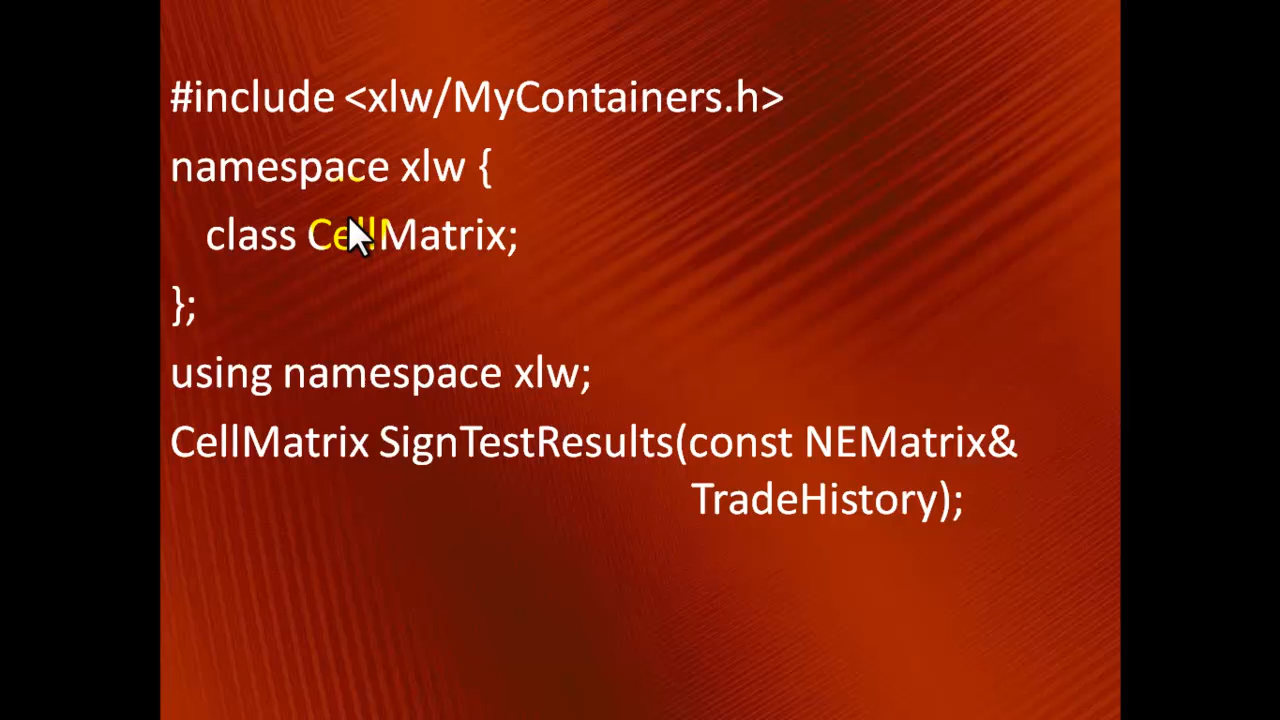 #include <xlw/MyContainers.h>
namespace xlw {
class CellMatrix;
};
using namespace xlw;
CellMatrix SignTestResults(const NEMatrix&
TradeHistory);